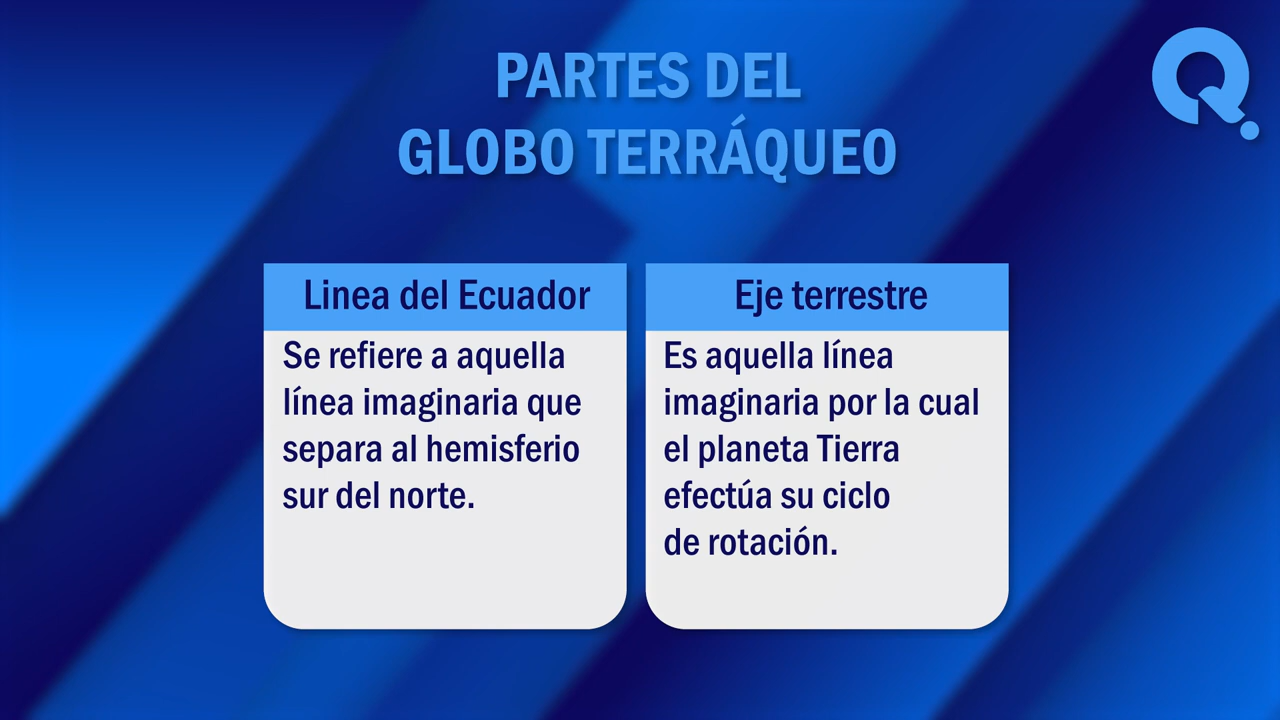 PARTES DEL
GLOBO TERRÁQUEO
Linea del Ecuador
Se refiere a aquella
línea imaginaria que
separa al hemisferio
sur del norte.
Eje terrestre
Es aquella línea
imaginaria por la cual
el planeta Tierra
efectúa su ciclo
de rotación.
Q.